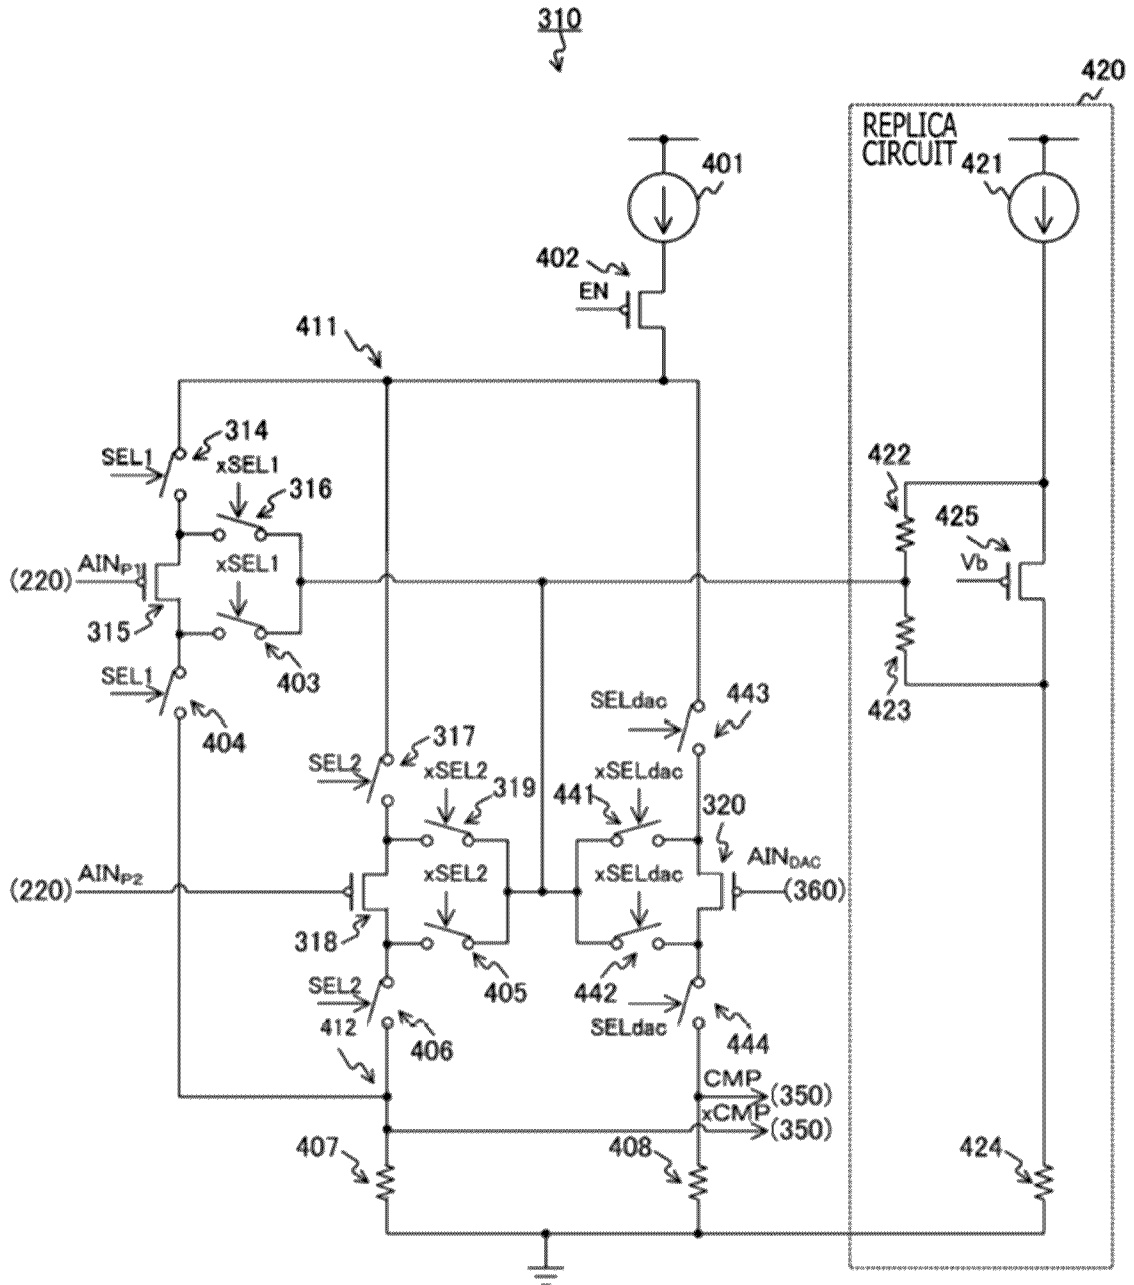 310
420
REPLICA
CIRCUIT
421
401
402
EN
411
SEL1
314
xSEL1
316
422
425
Vb
(220)
AINP1
xSEL1
315
SEL1
403
404
423
SELdac
443
SEL2
317
xSEL2
319
xSELdac
441
320
(220)
AINP2
xSEL2
xSELdac
AINDAC
(360)
318
405
442
SEL2
SELdac
412
406
444
CMP
(350)
xCMP
(350)
407
408
424